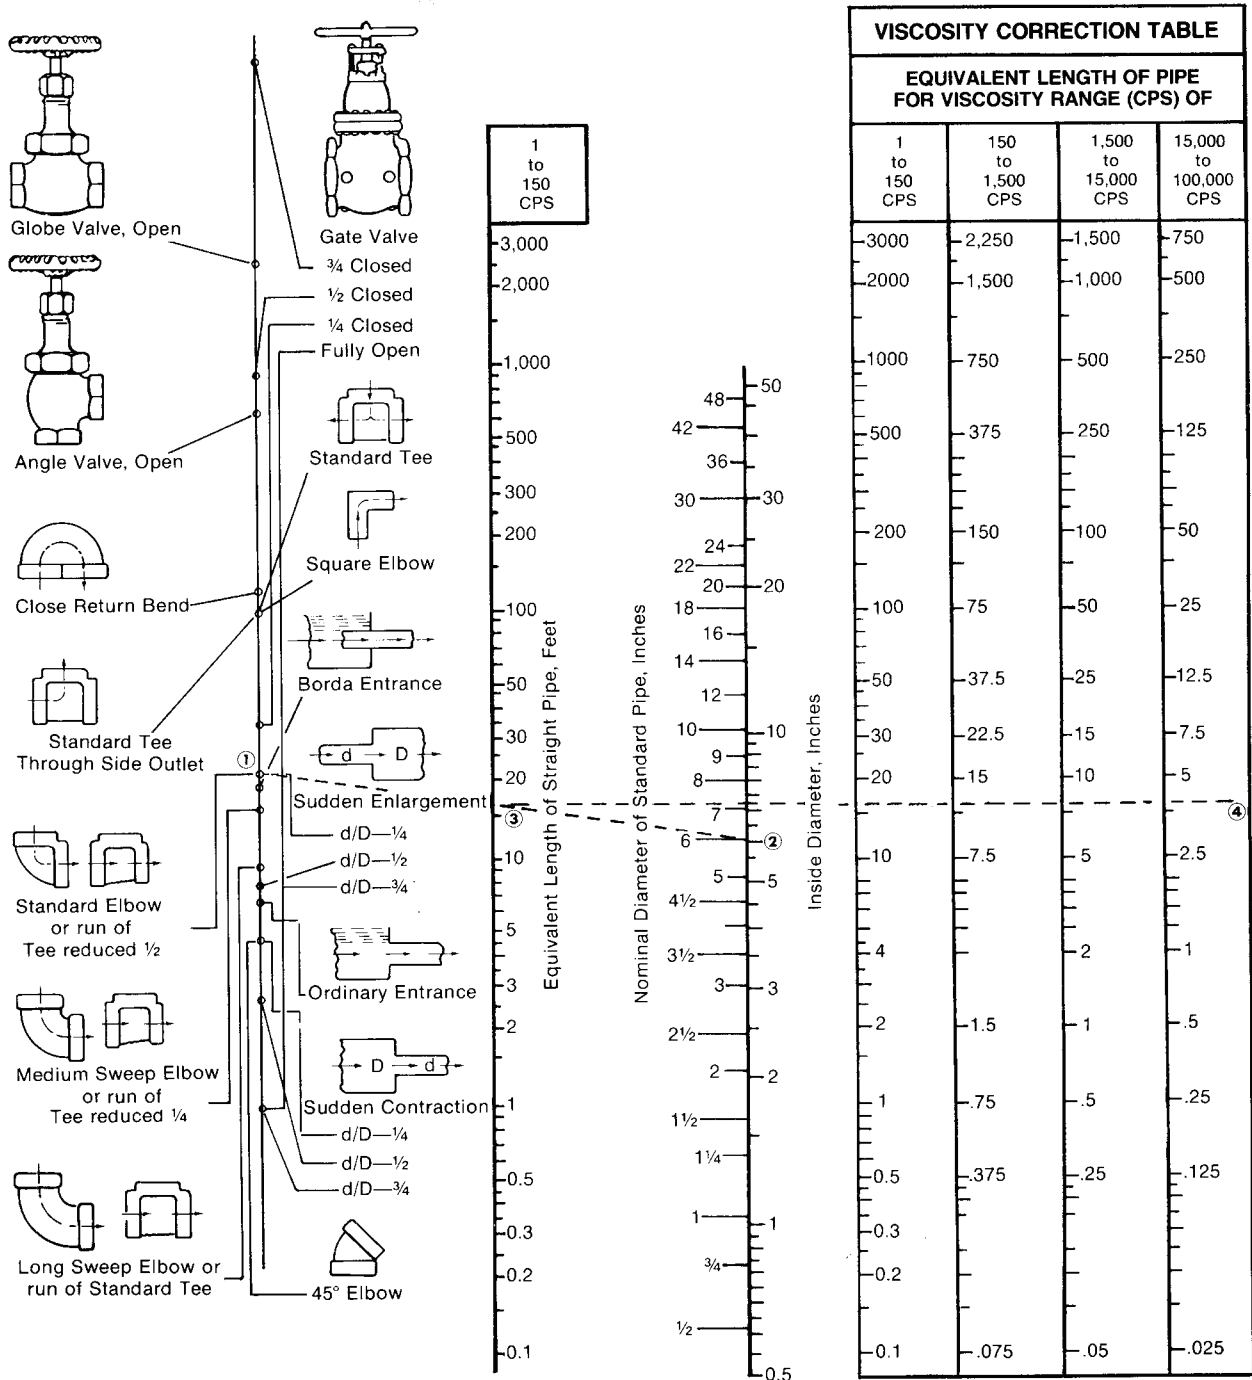 VISCOSITY CORRECTION TABLE
EQUIVALENT LENGTH OF PIPE
FOR VISCOSITY RANGE (CPS) OF
1
to
150
CPS
150
to
1,500
CPS
1,500
to
15,000
CPS
15,000
to
100,000
CPS
Globe Valve, Open
Angle Valve, Open
Close Return Bend
Standard Tee
Through Side Outlet
Standard Elbow
or run of
Tee reduced ½
Medium Sweep Elbow
or run of
Tee reduced ¼
Long Sweep Elbow or
run of Standard Tee
①
Gate Valve
¾ Closed
½ Closed
¼ Closed
Fully Open
Standard Tee
Square Elbow
Borda Entrance
d
D
Sudden Enlargement
d/D—¼
d/D—½
d/D—¾
Ordinary Entrance
D
d
Sudden Contraction
d/D—¼
d/D—½
d/D—¾
45° Elbow
1
to
150
CPS
3,000
2,000
1,000
500
300
200
100
50
30
20
③
10
5
3
2
1
0.5
0.3
0.2
0.1
Equivalent Length of Straight Pipe, Feet
Nominal Diameter of Standard Pipe, Inches
48
42
36
30
24
22
20
18
16
14
12
10
9
8
7
6
5
4½
3½
3
2½
2
1½
1¼
1
¾
½
50
30
20
10
②
5
3
2
1
0.5
Inside Diameter, Inches
3000
2000
1000
500
200
100
50
30
20
10
4
2
1
0.5
0.3
0.2
0.1
2,250
1,500
750
375
150
75
37.5
22.5
15
7.5
1.5
.75
.375
.075
1,500
1,000
500
250
100
50
25
15
10
5
2
1
.5
.25
.05
750
500
250
125
50
25
12.5
7.5
5
④
2.5
1
.5
.25
.125
.025